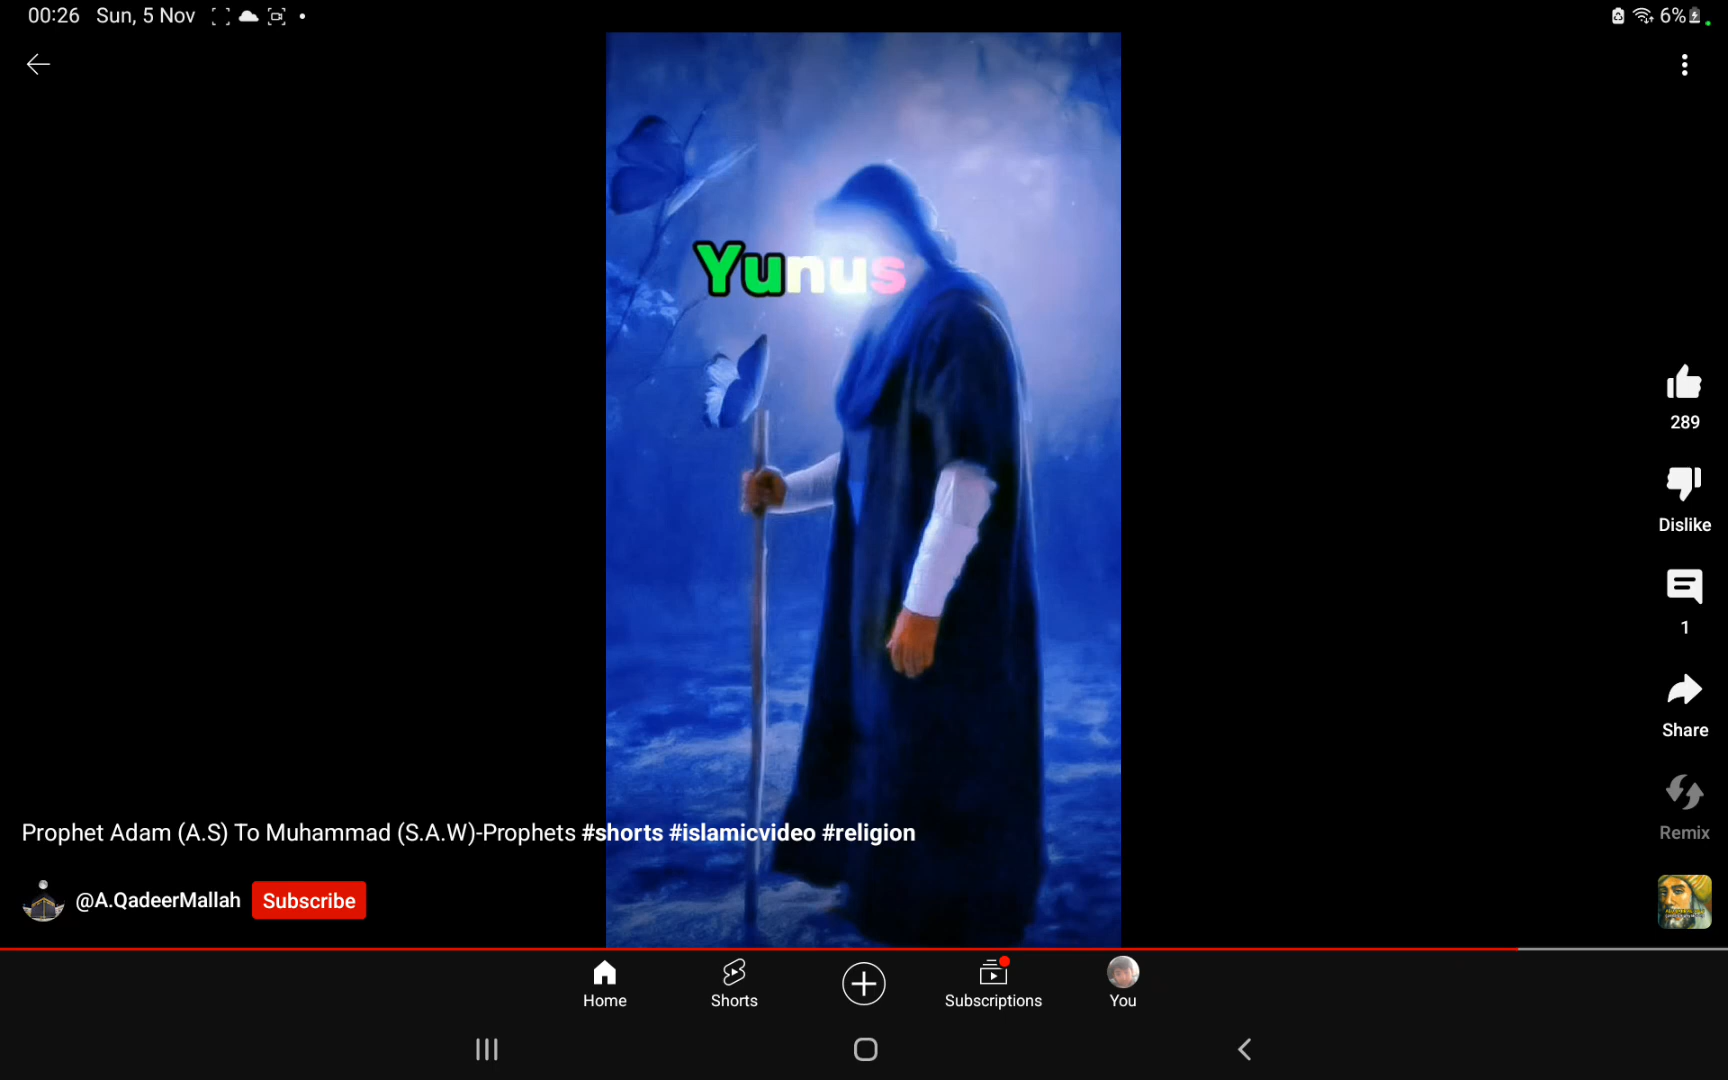 00:26 Sun, 5 Nov
6%
Yunus
289
Dislike
1
Share
Remix
Prophet Adam (A.S) To Muhammad (S.A.W)-Prophets #shorts #islamicvideo #religion
@A.QadeerMallah Subscribe
Home Shorts Subscriptions You